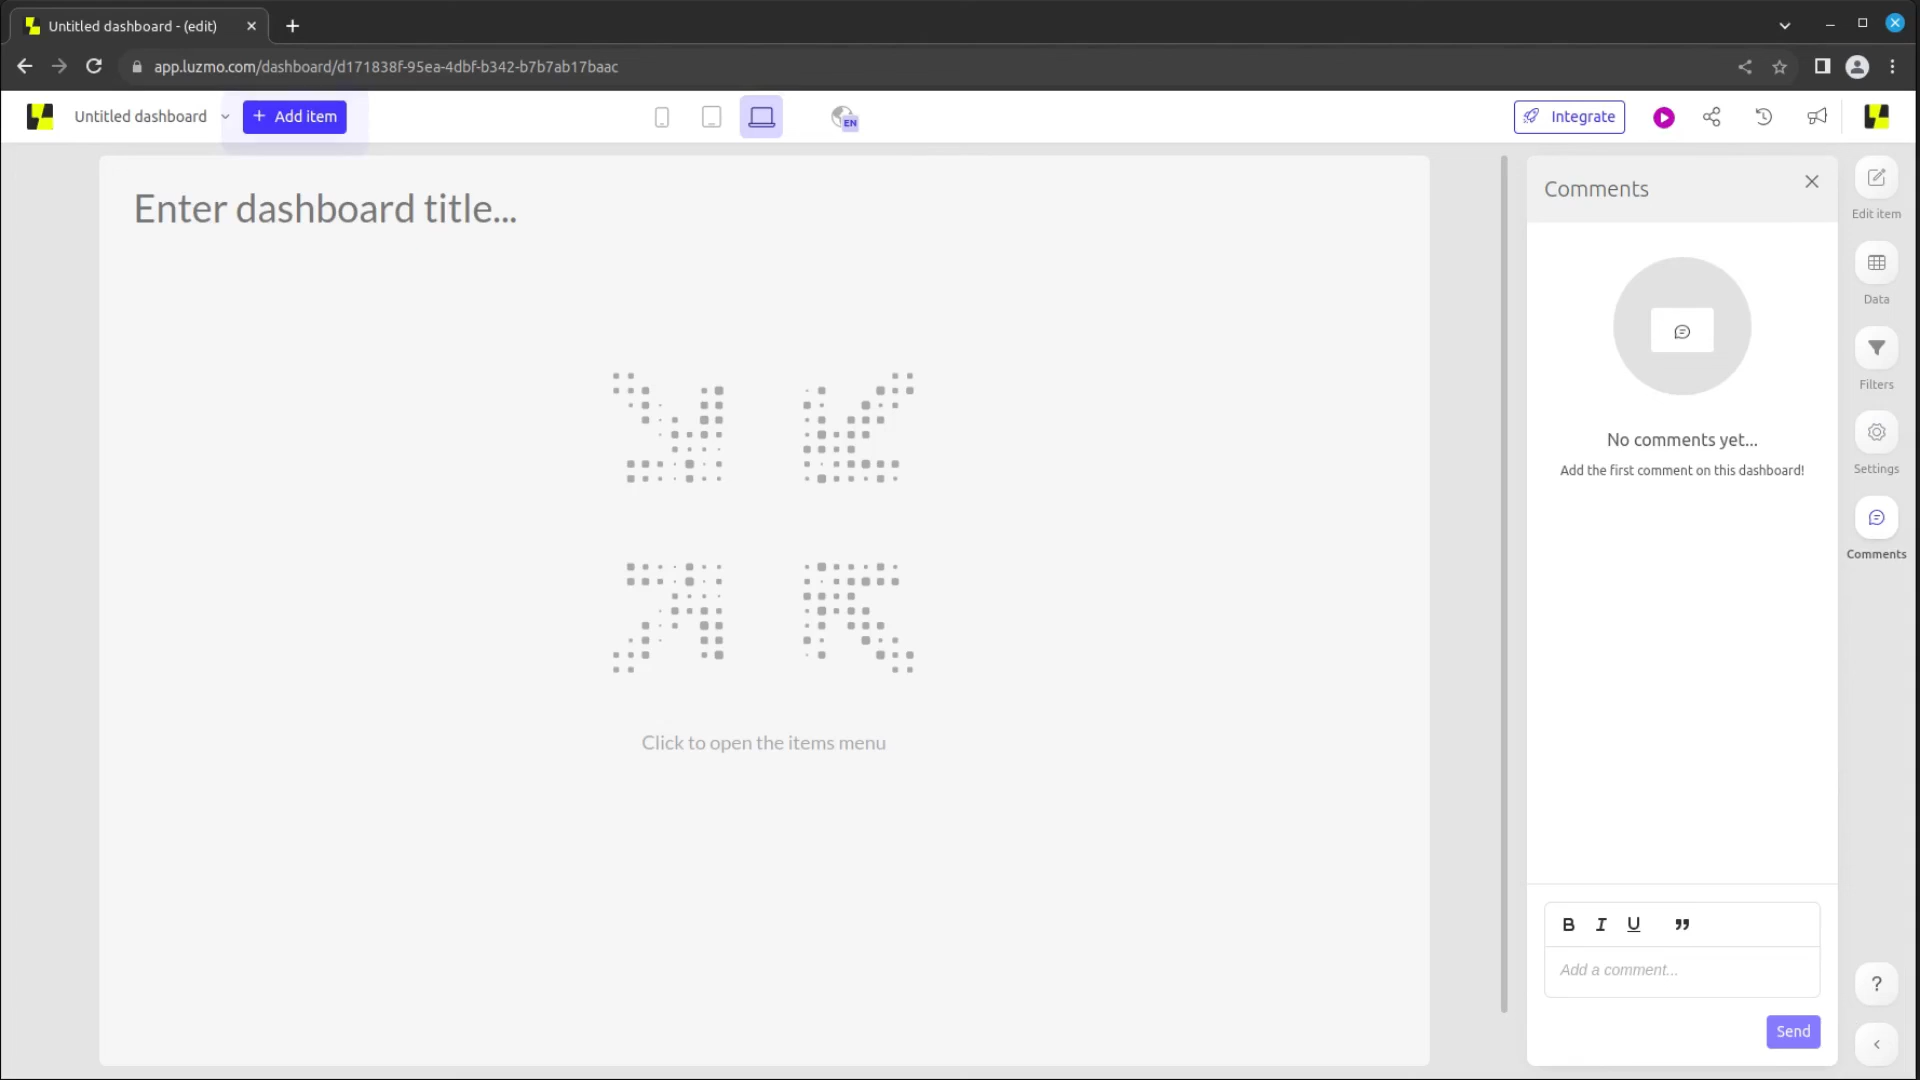 Untitled dashboard - (edit)
app.luzmo.com/dashboard/d171838f-95ea-4dbf-b342-b7b7ab17baac
Untitled dashboard
+ Add item
EN
Integrate
Enter dashboard title...
Click to open the items menu
Comments
No comments yet...
Add the first comment on this dashboard!
B I U ”
Add a comment...
Send
Edit item
Data
Filters
Settings
Comments
?